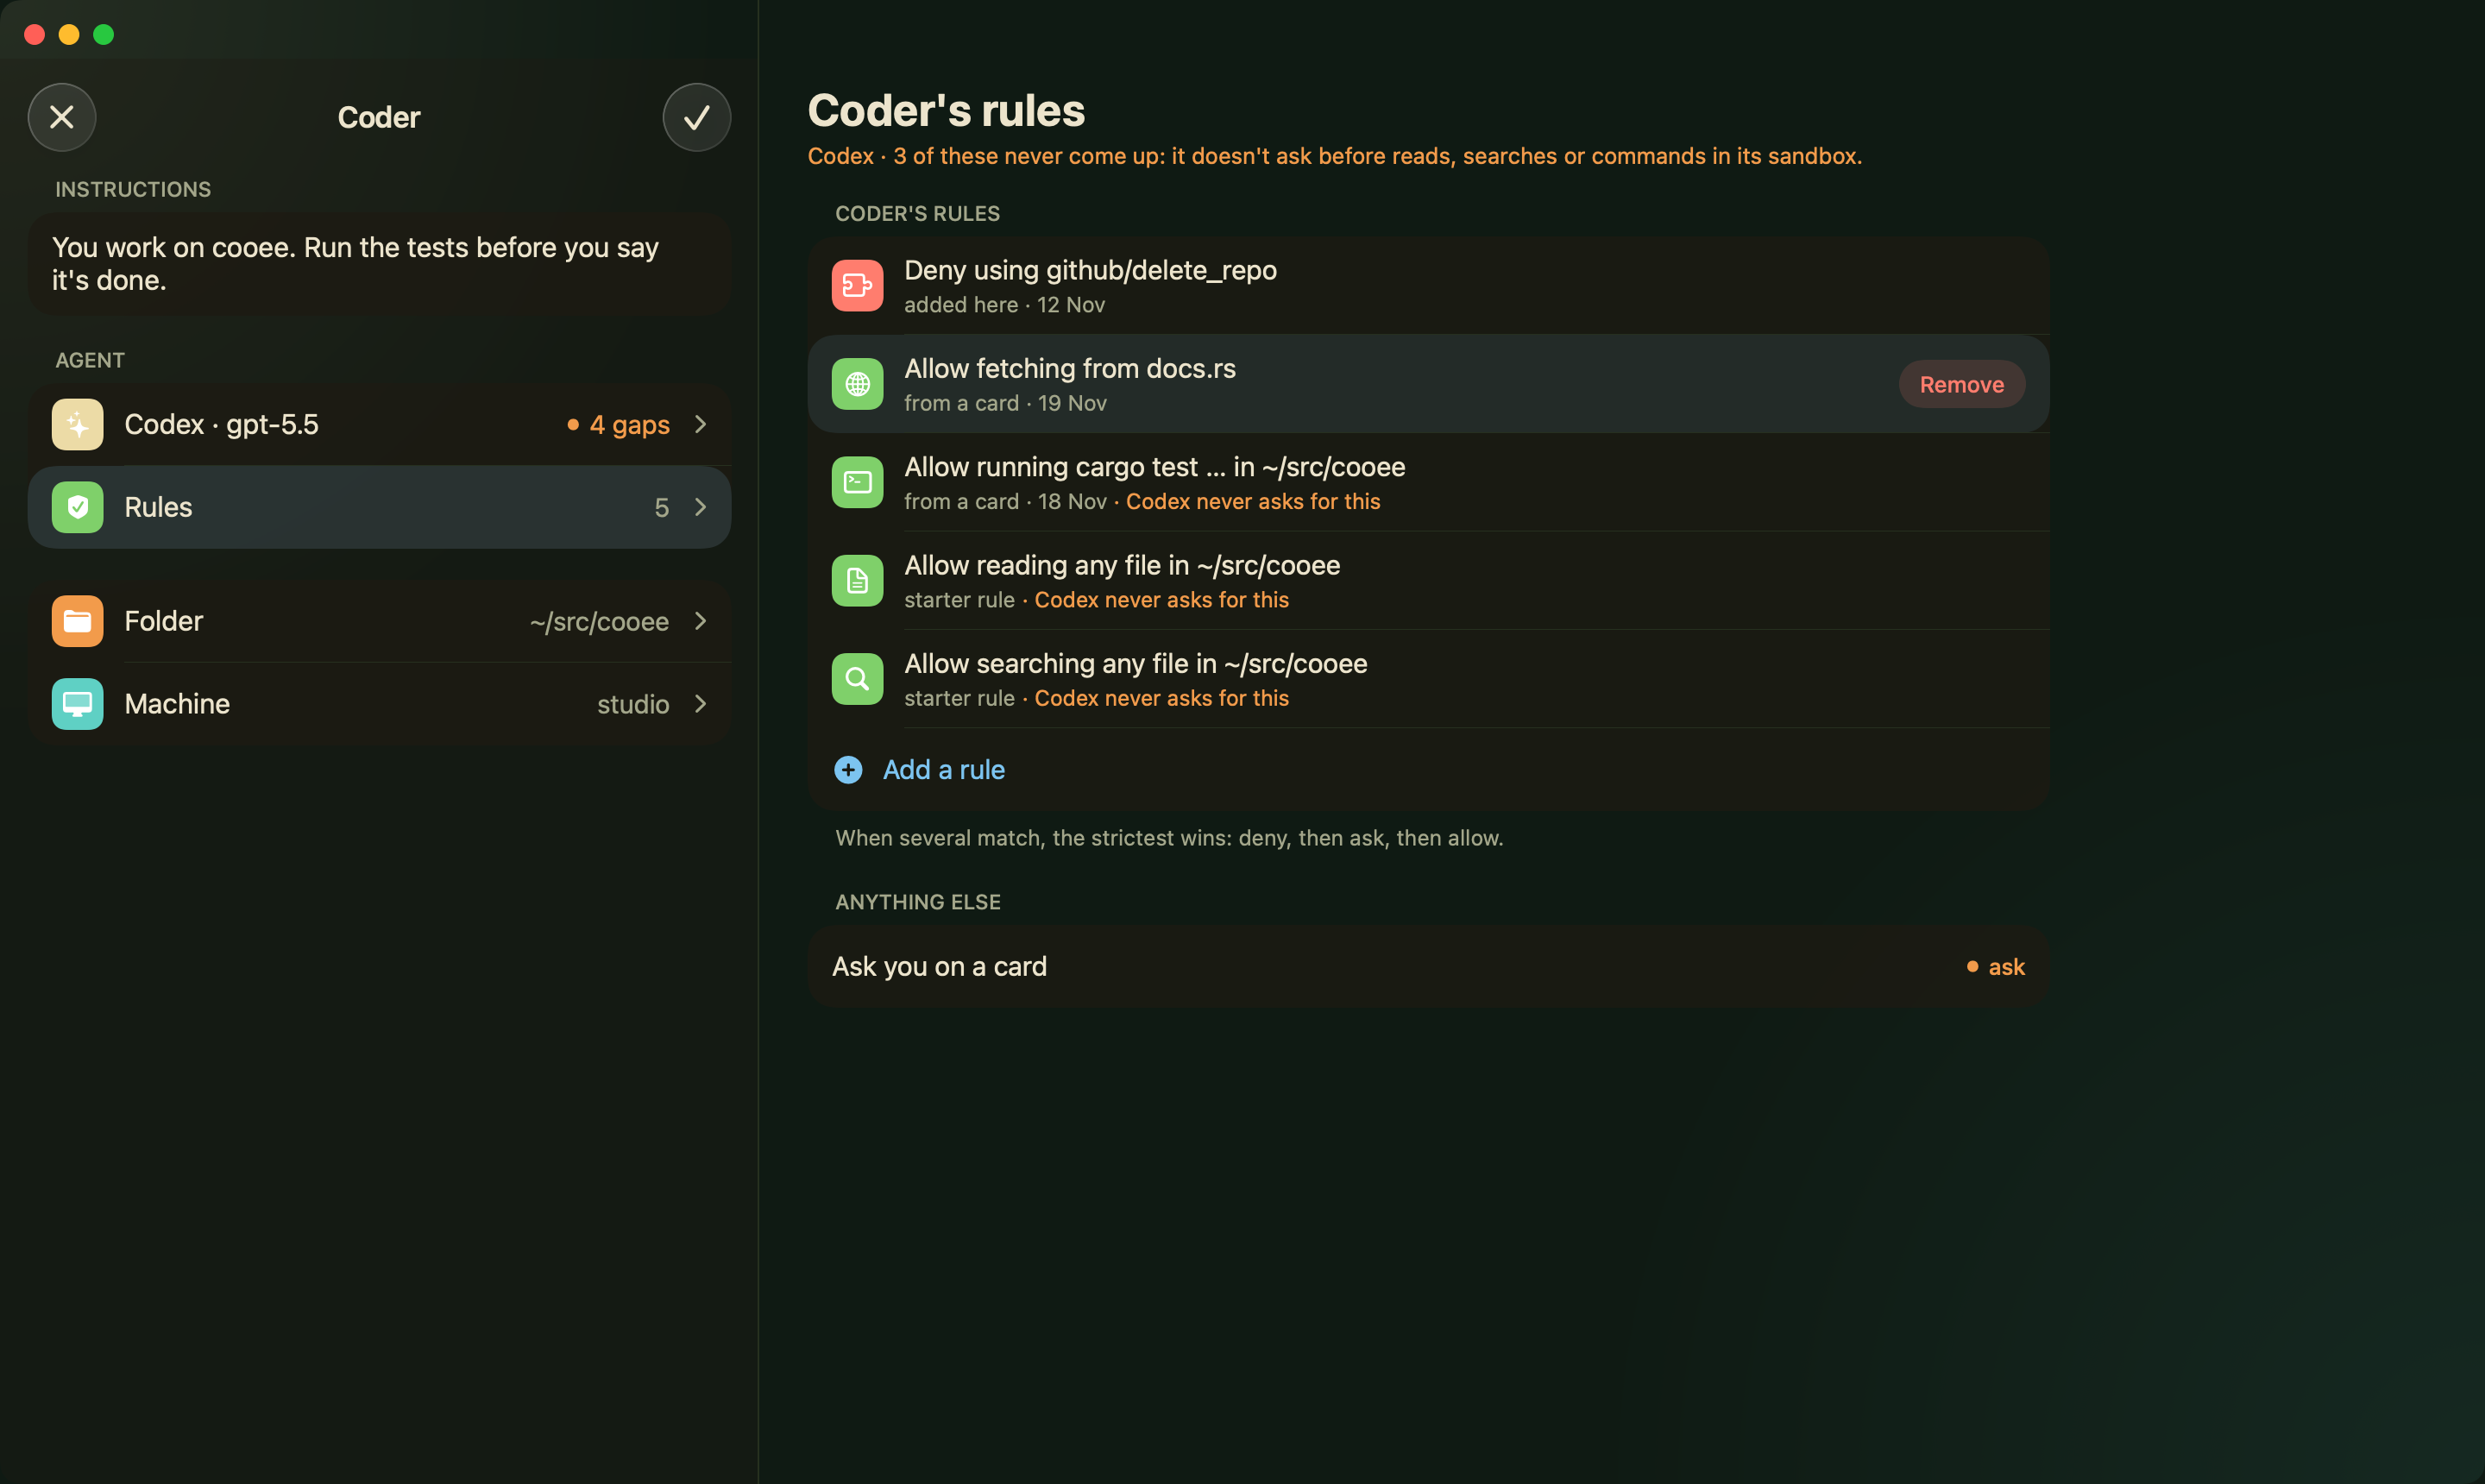 Coder
INSTRUCTIONS
You work on cooee. Run the tests before you say
it's done.
AGENT
Codex · gpt-5.5
4 gaps
Rules
5
Folder
~/src/cooee
Machine
studio
Coder's rules
Codex · 3 of these never come up: it doesn't ask before reads, searches or commands in its sandbox.
CODER'S RULES
Deny using github/delete_repo
added here · 12 Nov
Allow fetching from docs.rs
from a card · 19 Nov
Remove
Allow running cargo test ... in ~/src/cooee
from a card · 18 Nov · Codex never asks for this
Allow reading any file in ~/src/cooee
starter rule · Codex never asks for this
Allow searching any file in ~/src/cooee
starter rule · Codex never asks for this
Add a rule
When several match, the strictest wins: deny, then ask, then allow.
ANYTHING ELSE
Ask you on a card
ask